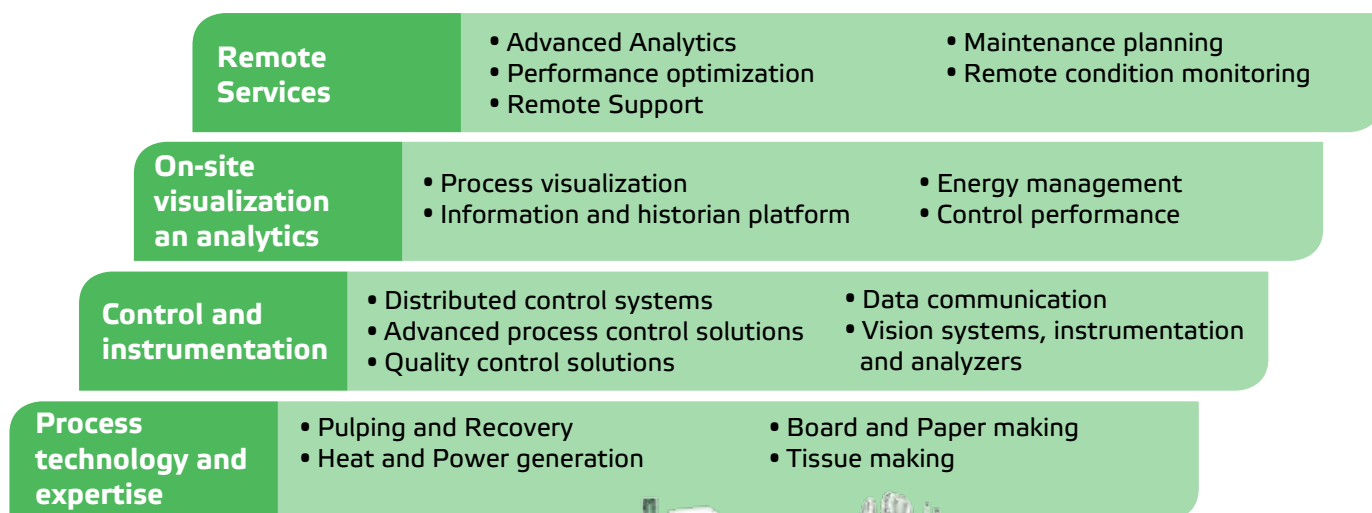 Remote
Services
• Advanced Analytics
• Performance optimization
• Remote Support
• Maintenance planning
• Remote condition monitoring
On-site
visualization
an analytics
• Process visualization
• Information and historian platform
• Energy management
• Control performance
Control and
instrumentation
• Distributed control systems
• Advanced process control solutions
• Quality control solutions
• Data communication
• Vision systems, instrumentation
and analyzers
Process
technology and
expertise
• Pulping and Recovery
• Heat and Power generation
• Board and Paper making
• Tissue making